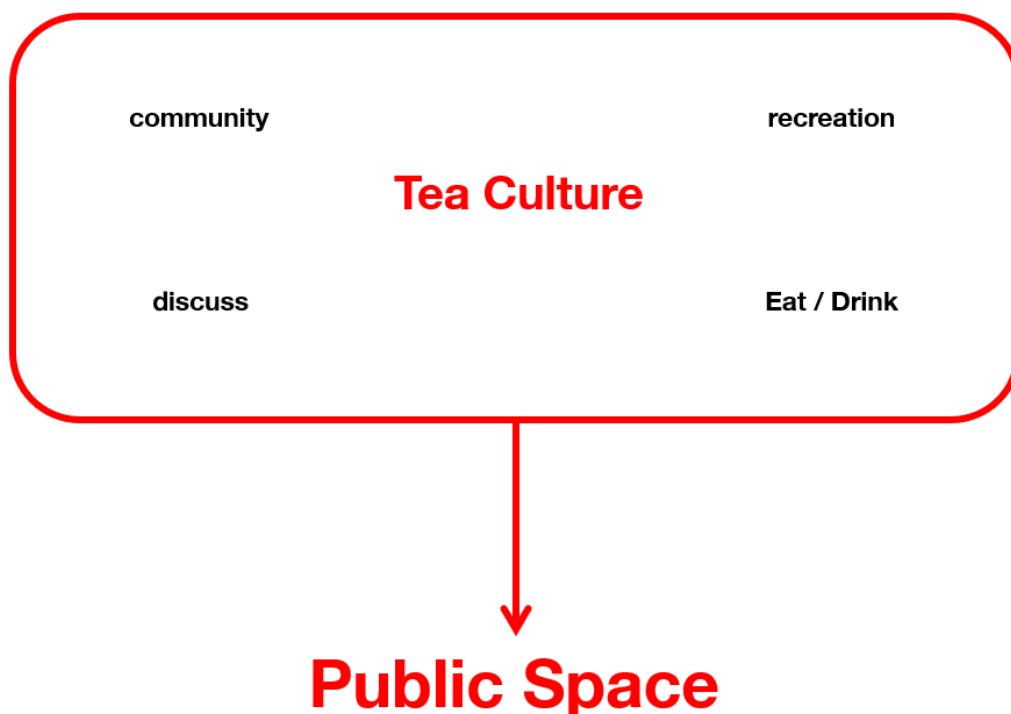 community
recreation
Tea Culture
discuss
Eat / Drink
Public Space